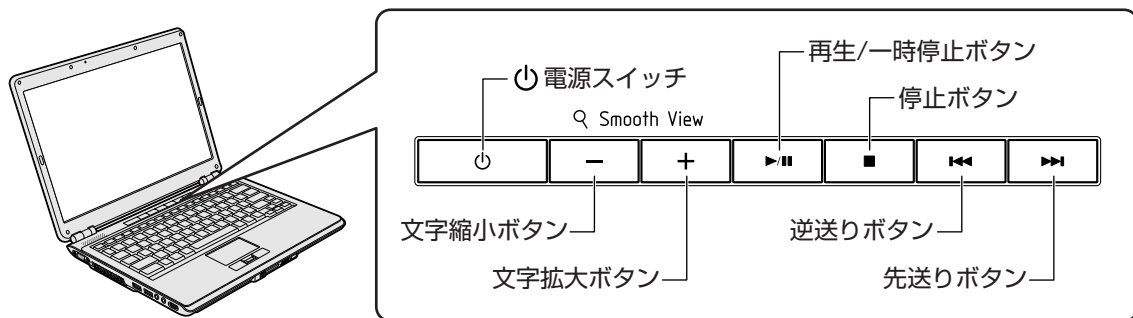 再生/一時停止ボタン
電源スイッチ
停止ボタン
Smooth View
文字縮小ボタン
逆送りボタン
文字拡大ボタン
先送りボタン